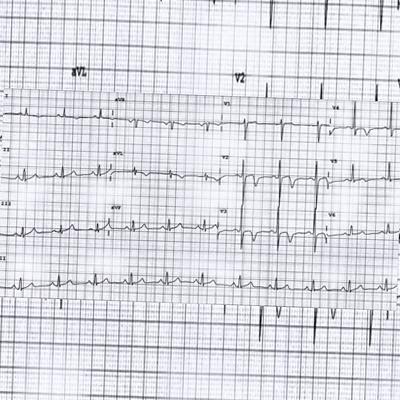 aVL V2
I aVR V1 V4
II aVL V2 V5
III aVF V3 V6
II